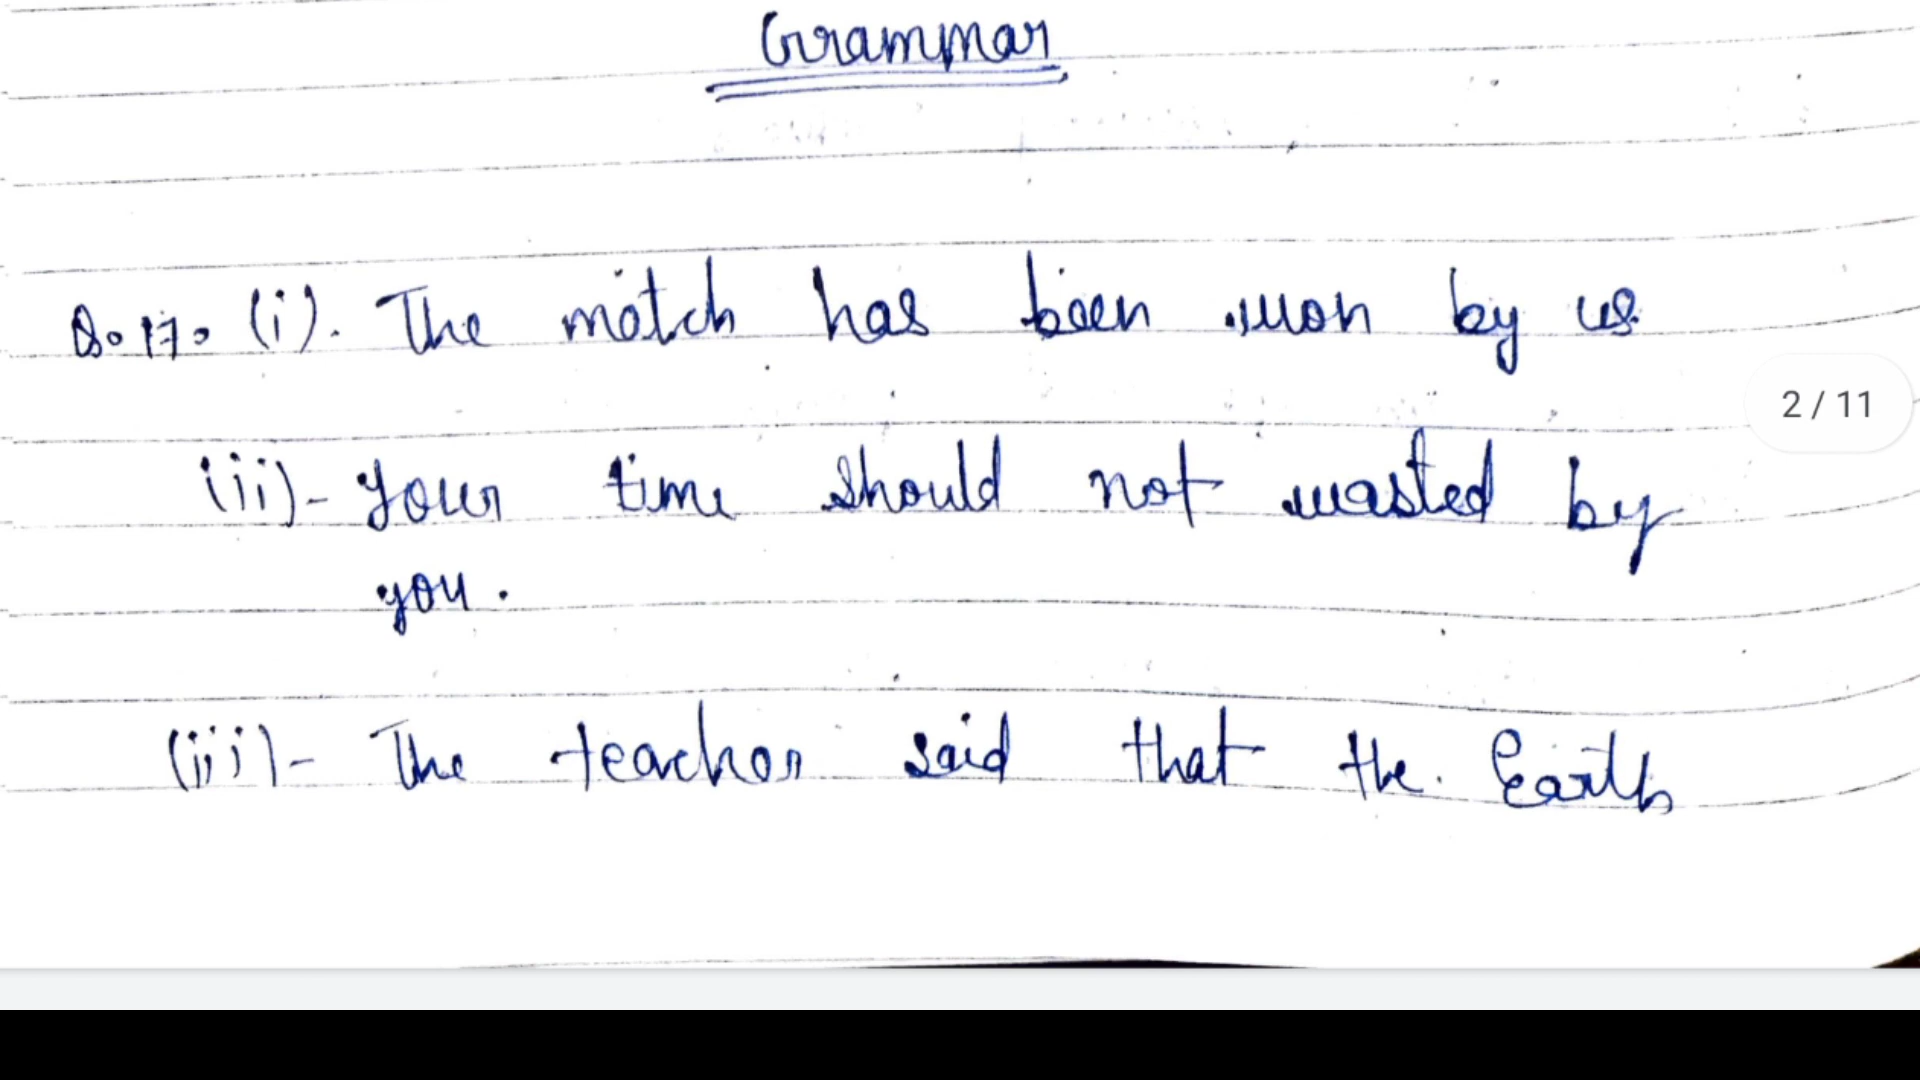 Grammar
Q.17. (i). The match has been won by us.
2 / 11
(ii)- Your time should not wasted by
you.
(iii)- The teacher said that the Earth